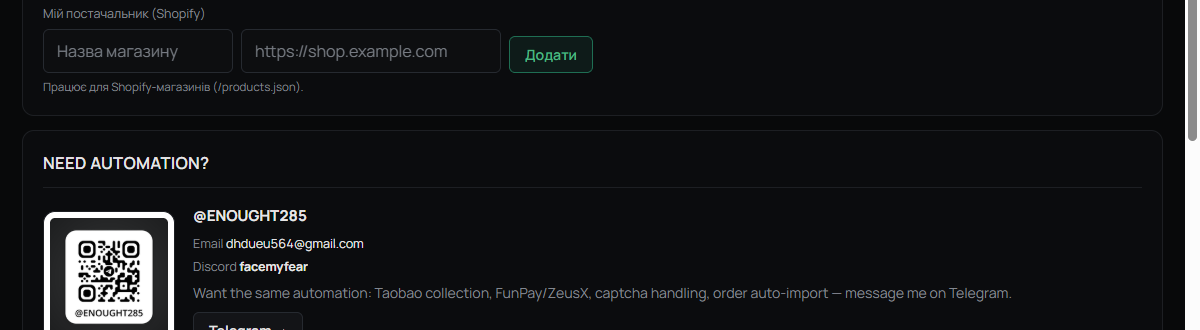 Мій постачальник (Shopify)
Назва магазину
https://shop.example.com
Додати
Працює для Shopify-магазинів (/products.json).
NEED AUTOMATION?
@ENOUGHT285
Email dhdueu564@gmail.com
Discord facemyfear
Want the same automation: Taobao collection, FunPay/ZeusX, captcha handling, order auto-import — message me on Telegram.
@ENOUGHT285
Telegram →